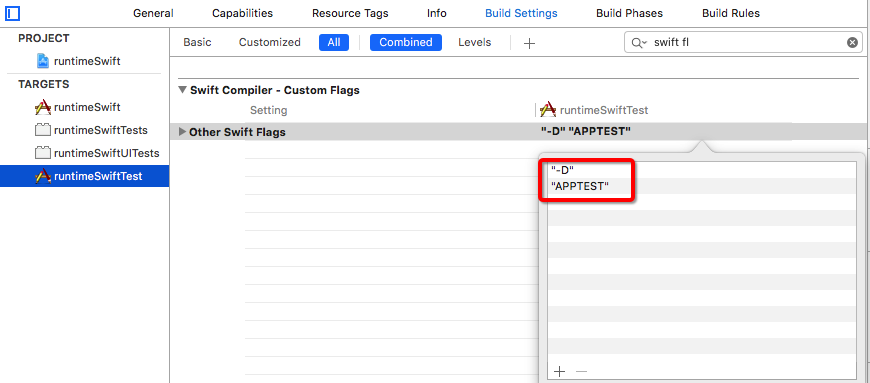 General Capabilities Resource Tags Info Build Settings Build Phases Build Rules
PROJECT
runtimeSwift
TARGETS
runtimeSwift
runtimeSwiftTests
runtimeSwiftUITests
runtimeSwiftTest
Basic Customized All Combined Levels + swift fl
Swift Compiler - Custom Flags
Setting runtimeSwiftTest
Other Swift Flags "-D" "APPTEST"
"-D"
"APPTEST"